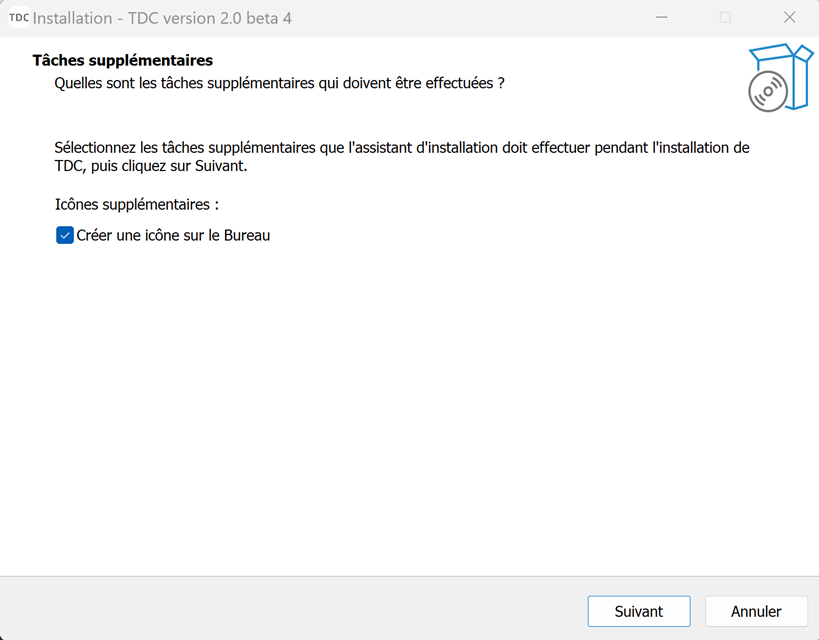 TDC Installation - TDC version 2.0 beta 4
Tâches supplémentaires
Quelles sont les tâches supplémentaires qui doivent être effectuées ?
Sélectionnez les tâches supplémentaires que l'assistant d'installation doit effectuer pendant l'installation de
TDC, puis cliquez sur Suivant.
Icônes supplémentaires :
Créer une icône sur le Bureau
Suivant
Annuler